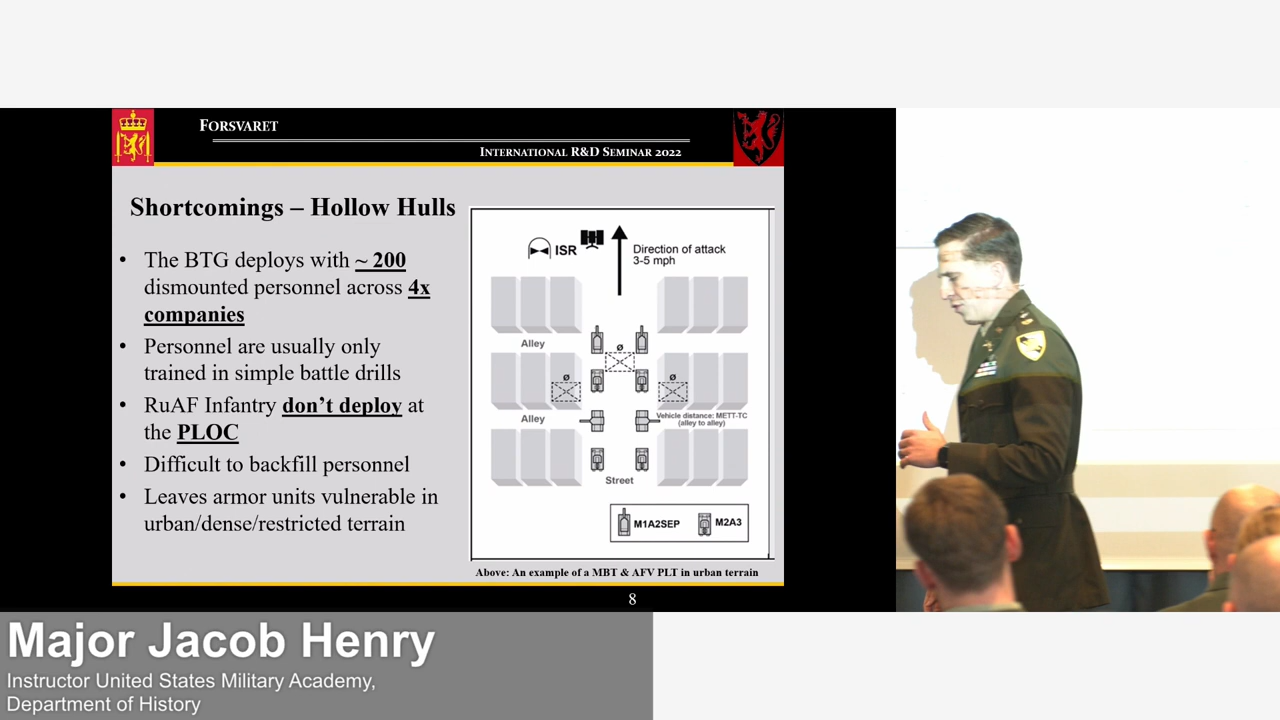 FORSVARET
INTERNATIONAL R&D SEMINAR 2022
Shortcomings – Hollow Hulls
• The BTG deploys with ~ 200
dismounted personnel across 4x
companies
• Personnel are usually only
trained in simple battle drills
• RuAF Infantry don’t deploy at
the PLOC
• Difficult to backfill personnel
• Leaves armor units vulnerable in
urban/dense/restricted terrain
ISR
Direction of attack
3-5 mph
Alley
ø
ø
ø
Alley
Vehicle distance: METT-TC
(alley to alley)
Street
M1A2SEP
M2A3
Above: An example of a MBT & AFV PLT in urban terrain
8
Major Jacob Henry
Instructor United States Military Academy,
Department of History